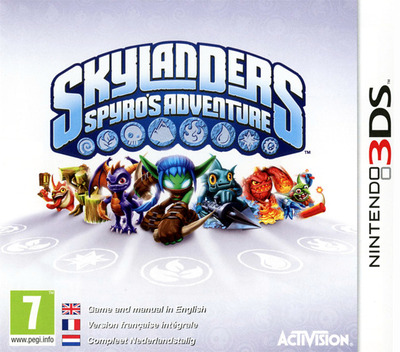 SKYLANDERS
SPYRO'S ADVENTURE
TM
NINTENDO 3DS
TM
7
www.pegi.info
Game and manual in English
Version française intégrale
Compleet Nederlandstalig
ACTIVISION